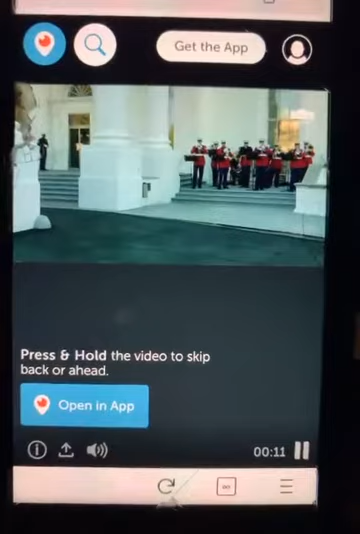 Get the App
Press & Hold the video to skip
back or ahead.
Open in App
00:11